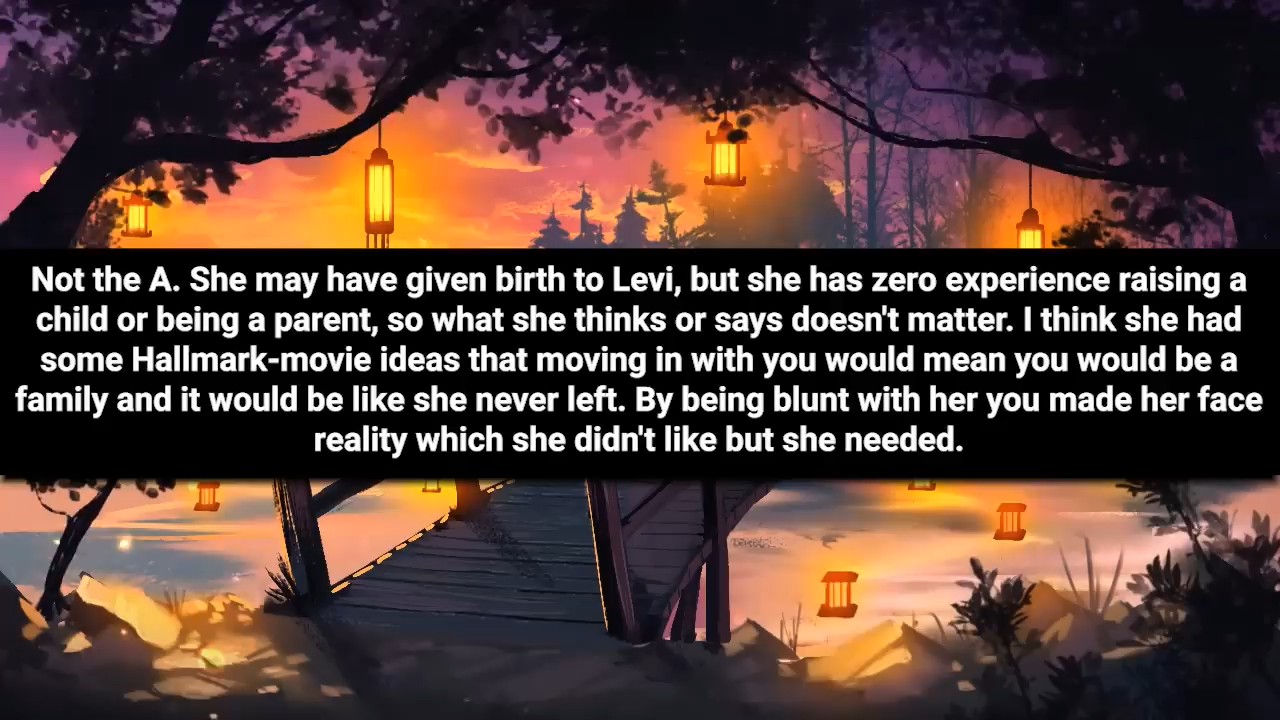 Not the A. She may have given birth to Levi, but she has zero experience raising a
child or being a parent, so what she thinks or says doesn't matter. I think she had
some Hallmark-movie ideas that moving in with you would mean you would be a
family and it would be like she never left. By being blunt with her you made her face
reality which she didn't like but she needed.